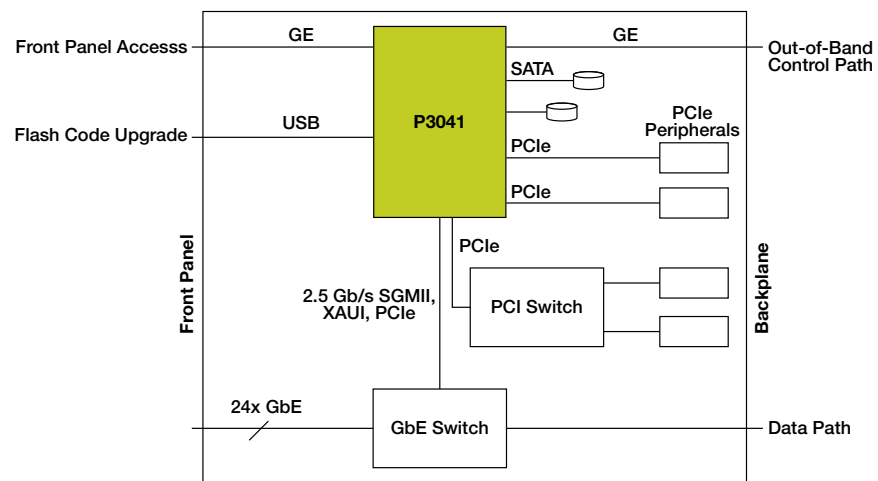 GE
GE
Front Panel Accesss
Out-of-Band
Control Path
SATA
P3041
PCIe
Peripherals
USB
Flash Code Upgrade
PCIe
PCIe
PCIe
Front Panel
Backplane
2.5 Gb/s SGMII,
XAUI, PCIe
PCI Switch
24x GbE
GbE Switch
Data Path